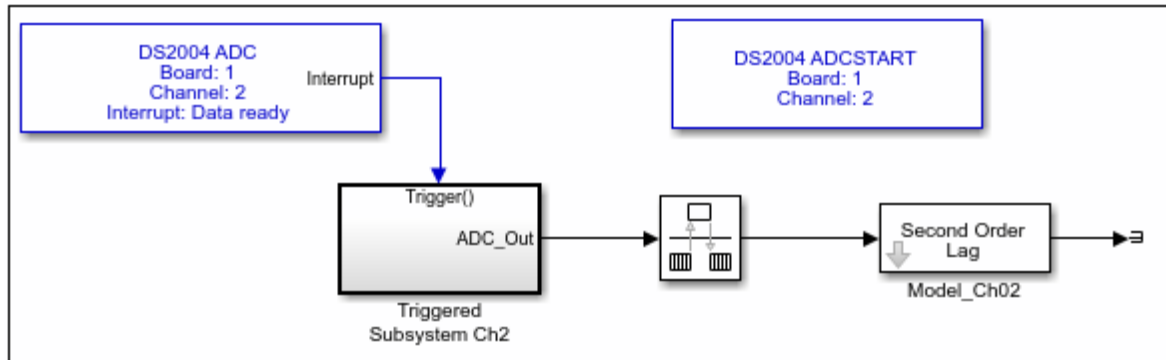 DS2004 ADC
Board: 1
Channel: 2
Interrupt: Data ready
Interrupt
DS2004 ADCSTART
Board: 1
Channel: 2
Trigger()
ADC_Out
Triggered
Subsystem Ch2
Second Order
Lag
Model_Ch02